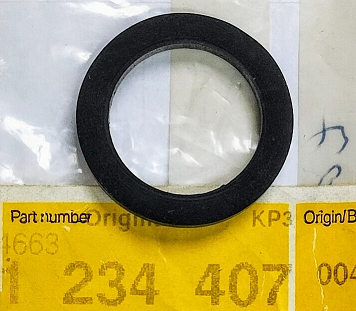 Part number Origin KP3 Origin/B
4663
1 234 407 004